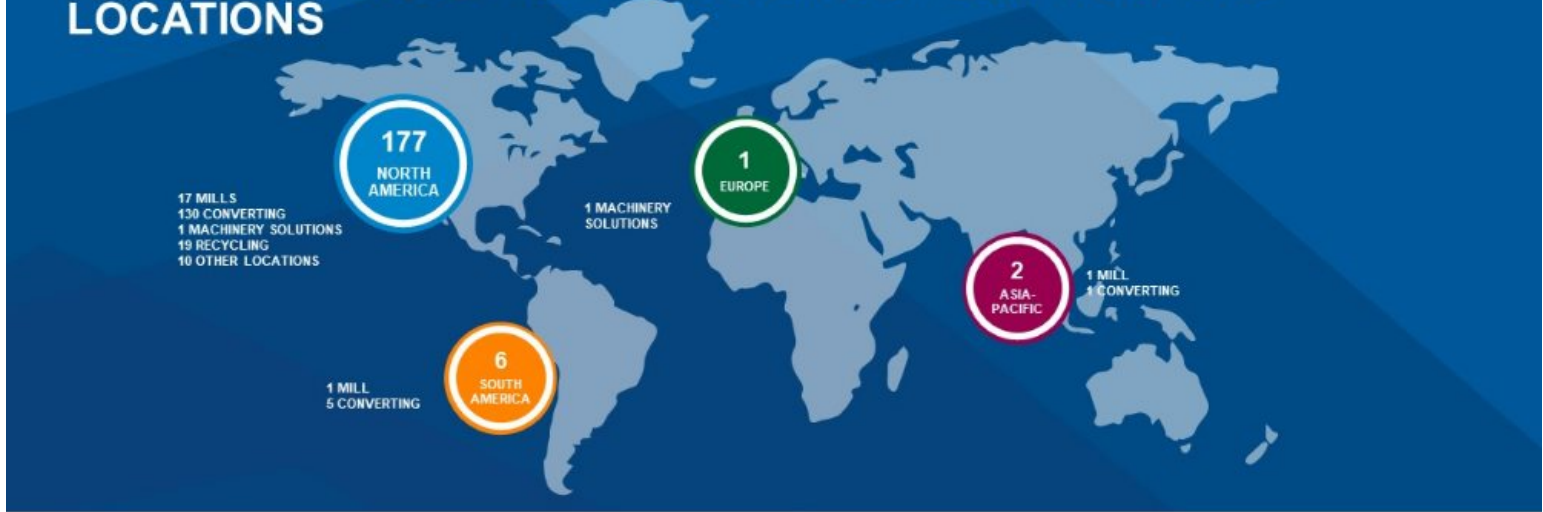 LOCATIONS
177
NORTH
AMERICA
17 MILLS
130 CONVERTING
1 MACHINERY SOLUTIONS
19 RECYCLING
10 OTHER LOCATIONS
1
EUROPE
1 MACHINERY
SOLUTIONS
2
ASIA-
PACIFIC
1 MILL
1 CONVERTING
6
SOUTH
AMERICA
1 MILL
5 CONVERTING